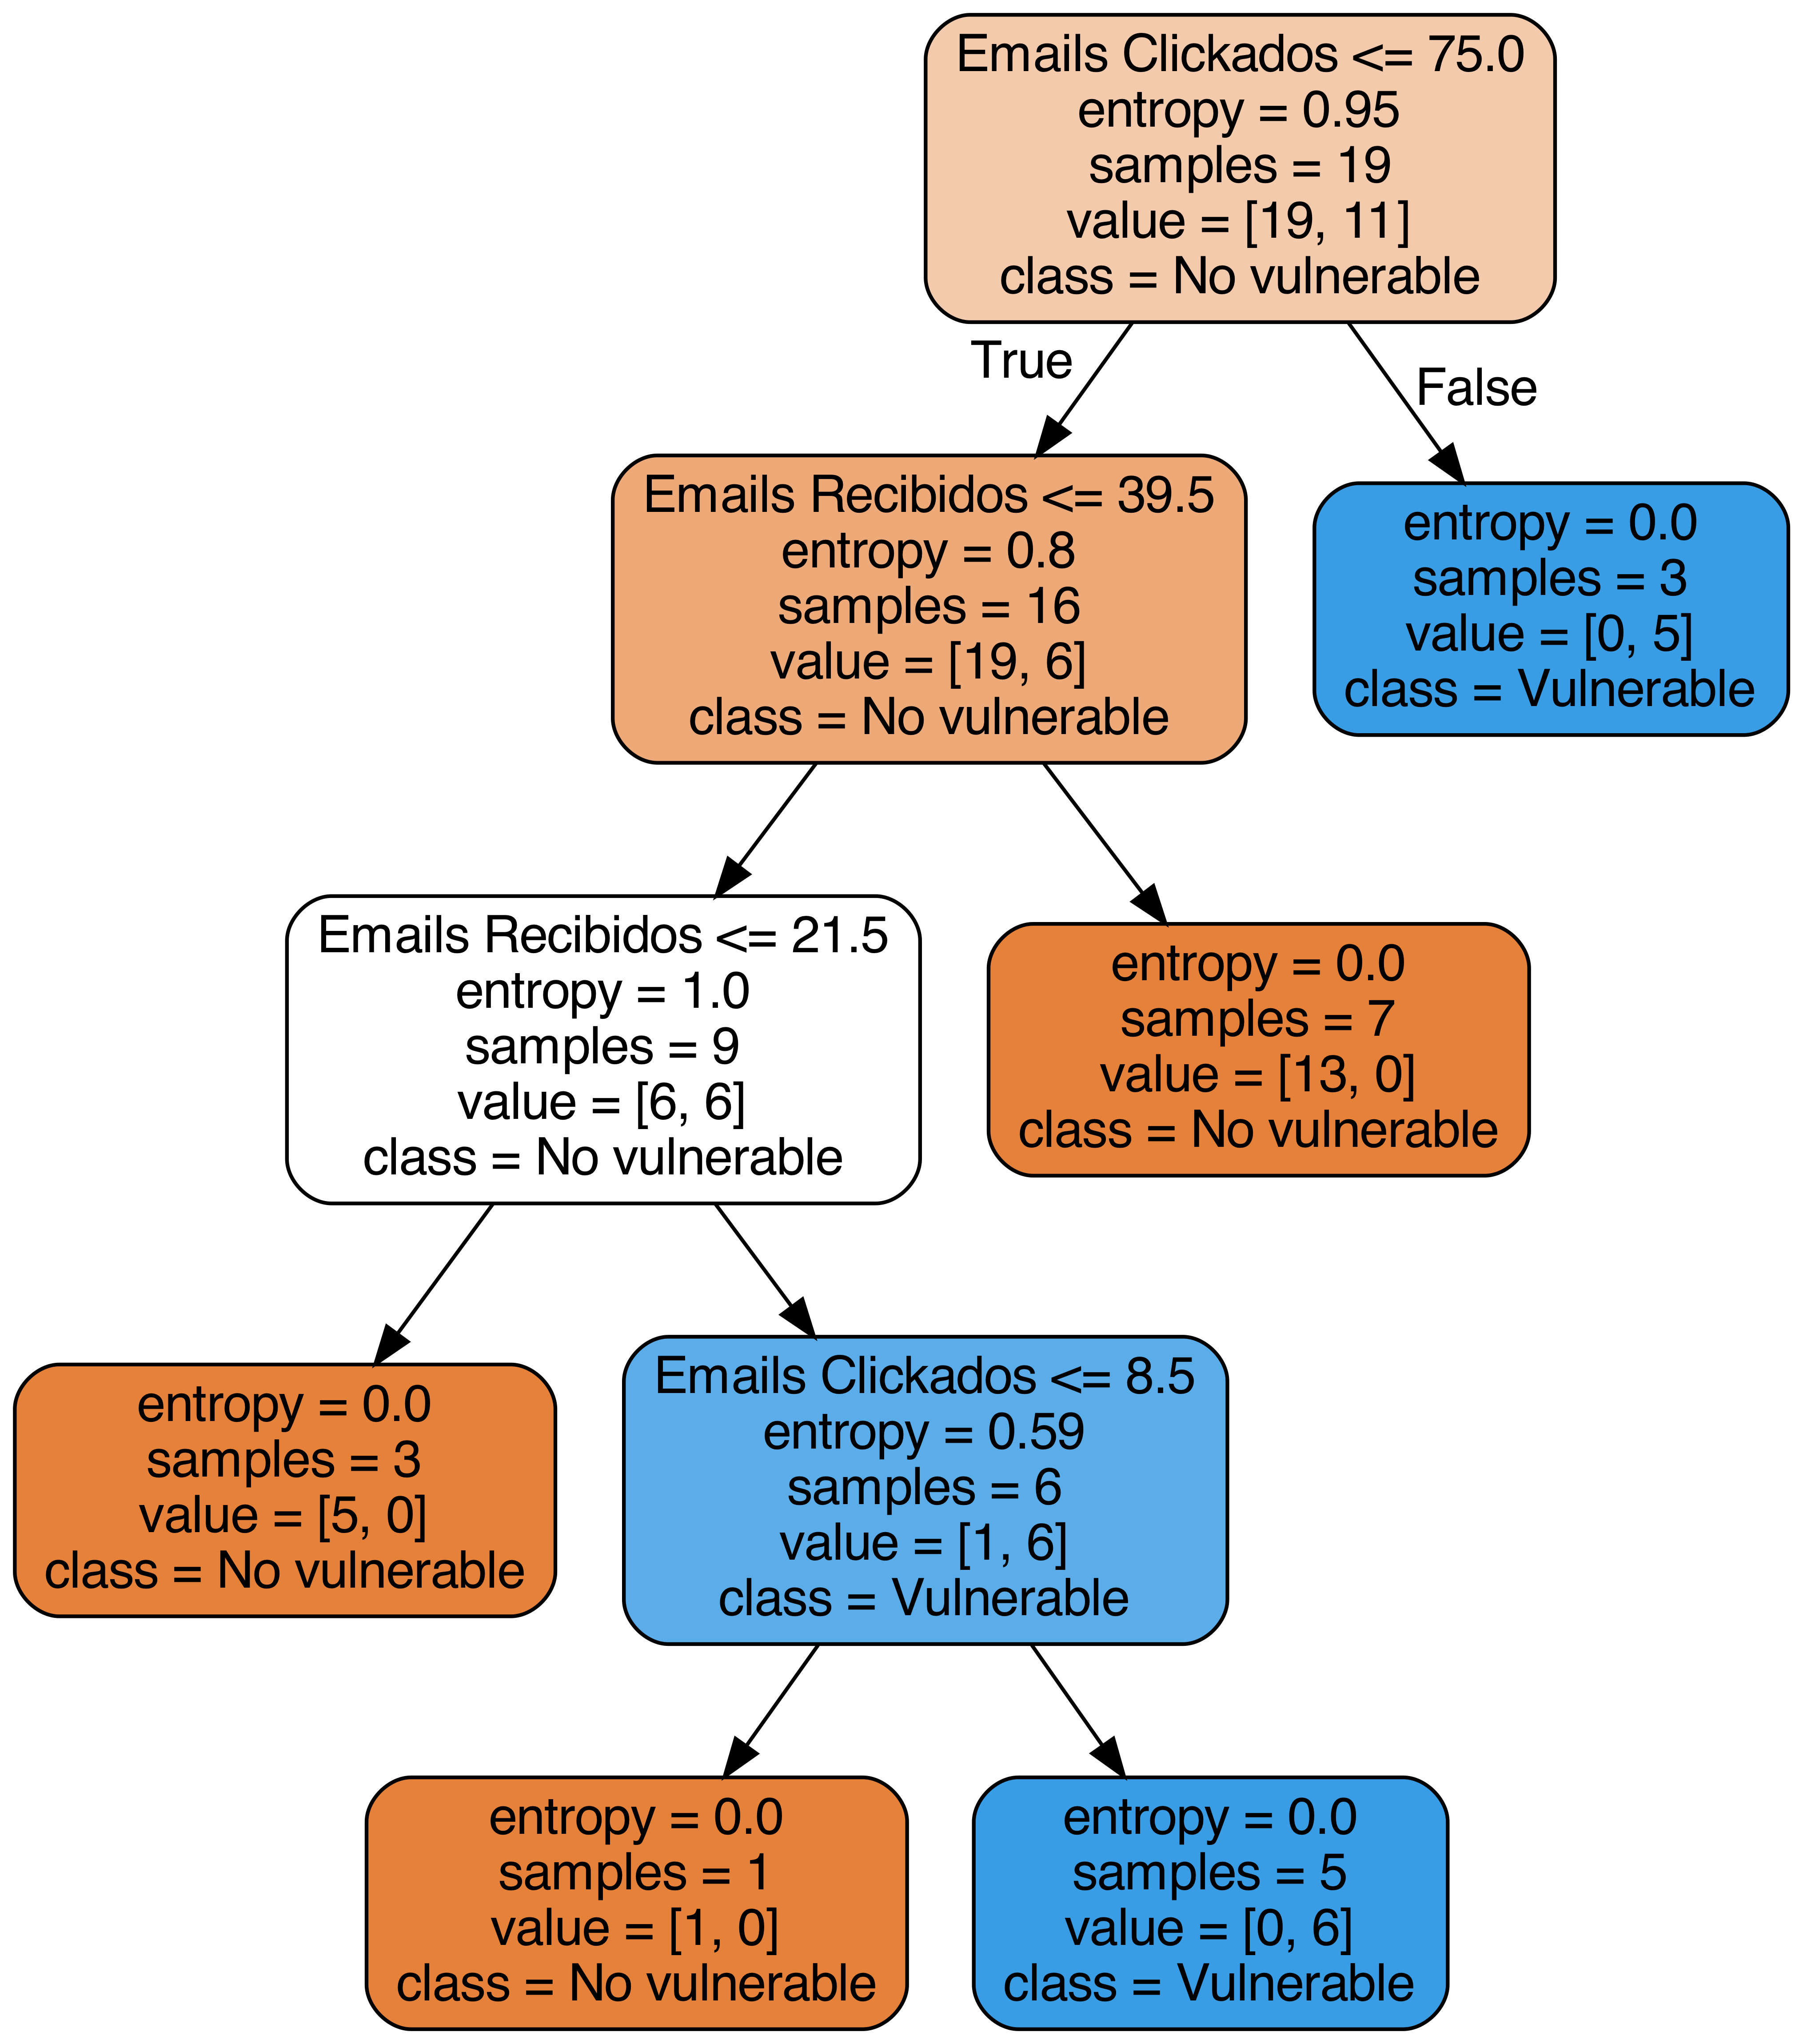 Emails Clickados <= 75.0
entropy = 0.95
samples = 19
value = [19, 11]
class = No vulnerable
True
False
Emails Recibidos <= 39.5
entropy = 0.8
samples = 16
value = [19, 6]
class = No vulnerable
entropy = 0.0
samples = 3
value = [0, 5]
class = Vulnerable
Emails Recibidos <= 21.5
entropy = 1.0
samples = 9
value = [6, 6]
class = No vulnerable
entropy = 0.0
samples = 7
value = [13, 0]
class = No vulnerable
entropy = 0.0
samples = 3
value = [5, 0]
class = No vulnerable
Emails Clickados <= 8.5
entropy = 0.59
samples = 6
value = [1, 6]
class = Vulnerable
entropy = 0.0
samples = 1
value = [1, 0]
class = No vulnerable
entropy = 0.0
samples = 5
value = [0, 6]
class = Vulnerable